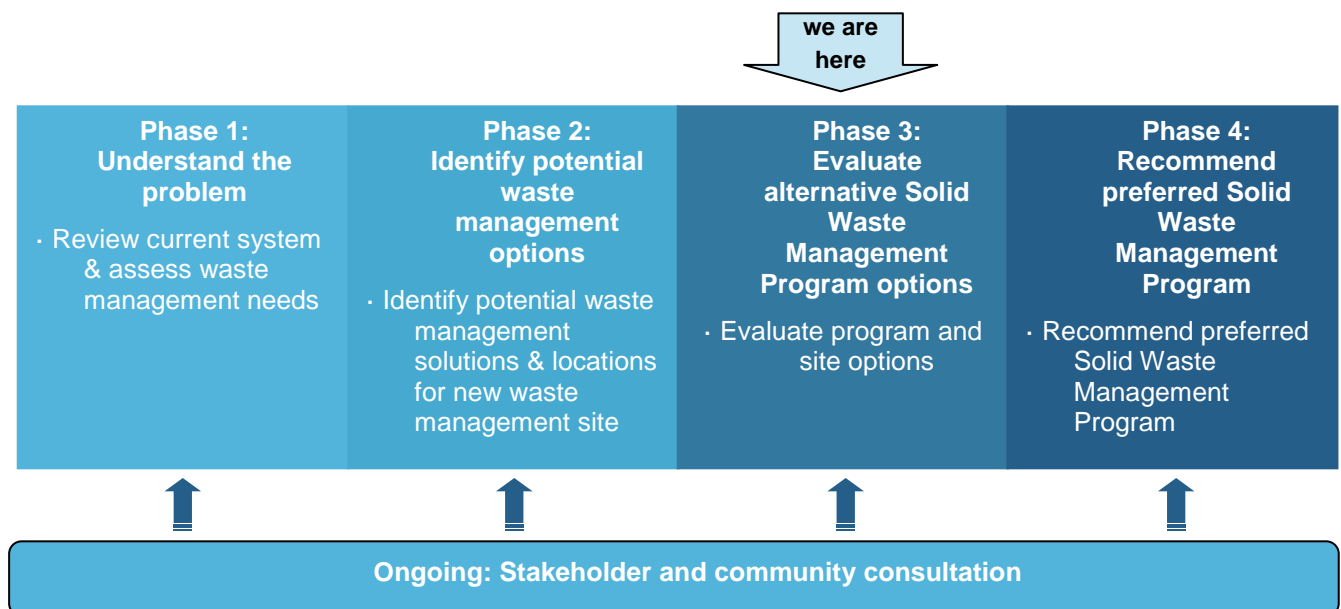 we are
here
Phase 1:
Understand the
problem
· Review current system
& assess waste
management needs
Phase 2:
Identify potential
waste
management
options
· Identify potential waste
management
solutions & locations
for new waste
management site
Phase 3:
Evaluate
alternative Solid
Waste
Management
Program options
· Evaluate program and
site options
Phase 4:
Recommend
preferred Solid
Waste
Management
Program
· Recommend preferred
Solid Waste
Management
Program
Ongoing: Stakeholder and community consultation